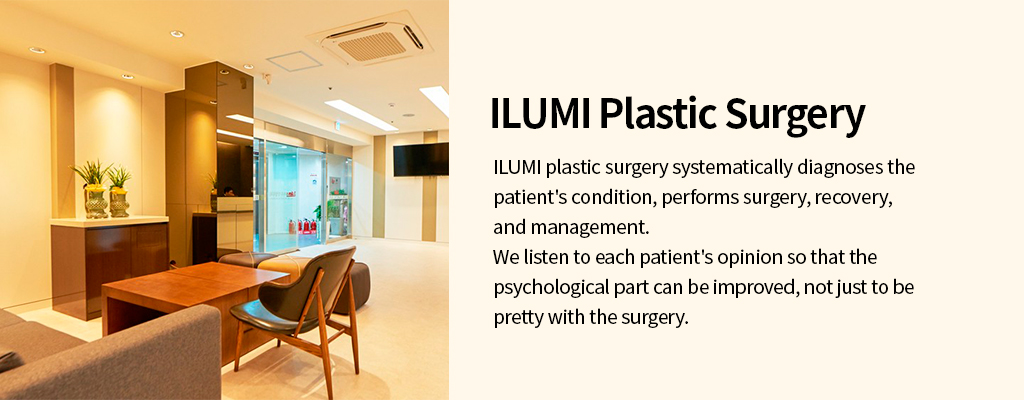 ILUMI Plastic Surgery
ILUMI plastic surgery systematically diagnoses the
patient's condition, performs surgery, recovery,
and management.
We listen to each patient's opinion so that the
psychological part can be improved, not just to be
pretty with the surgery.